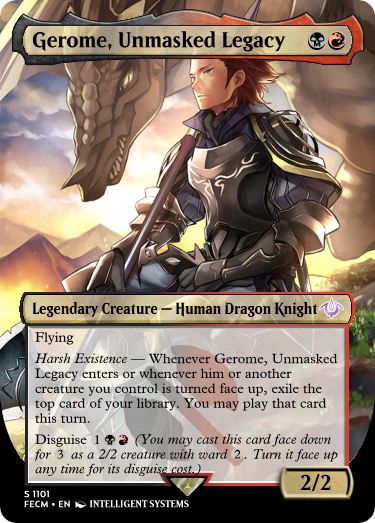 Gerome, Unmasked Legacy
Legendary Creature — Human Dragon Knight
Flying
Harsh Existence — Whenever Gerome, Unmasked
Legacy enters or whenever him or another
creature you control is turned face up, exile the
top card of your library. You may play that card
this turn.
Disguise 1 (You may cast this card face down
for 3 as a 2/2 creature with ward 2. Turn it face up
any time for its disguise cost.)
2/2
S 1101
FECM • EN INTELLIGENT SYSTEMS